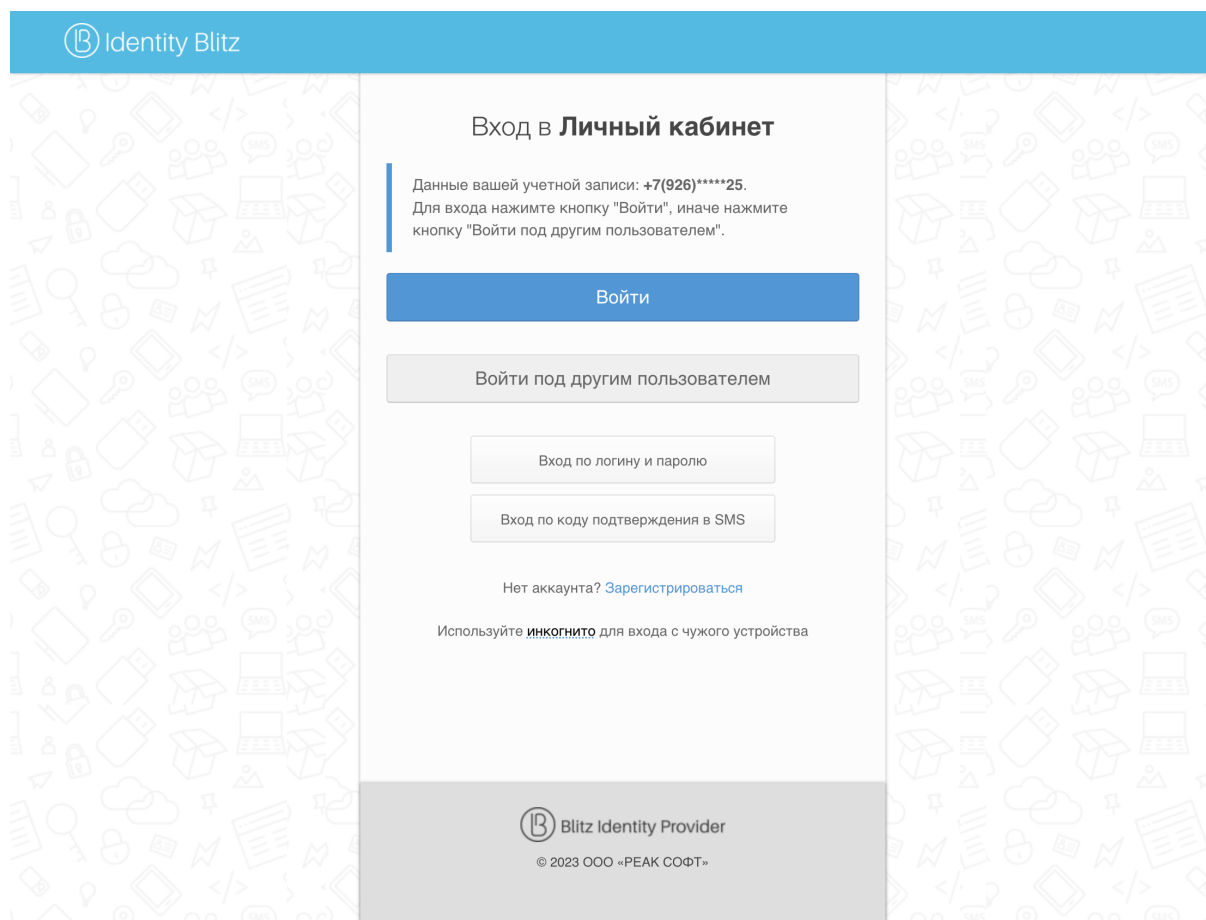 Identity Blitz
Вход в Личный кабинет
Данные вашей учетной записи: +7(926)*****25.
Для входа нажимте кнопку "Войти", иначе нажмите
кнопку "Войти под другим пользователем".
Войти
Войти под другим пользователем
Вход по логину и паролю
Вход по коду подтверждения в SMS
Нет аккаунта? Зарегистрироваться
Используйте инкогнито для входа с чужого устройства
Blitz Identity Provider
© 2023 ООО «РЕАК СОФТ»